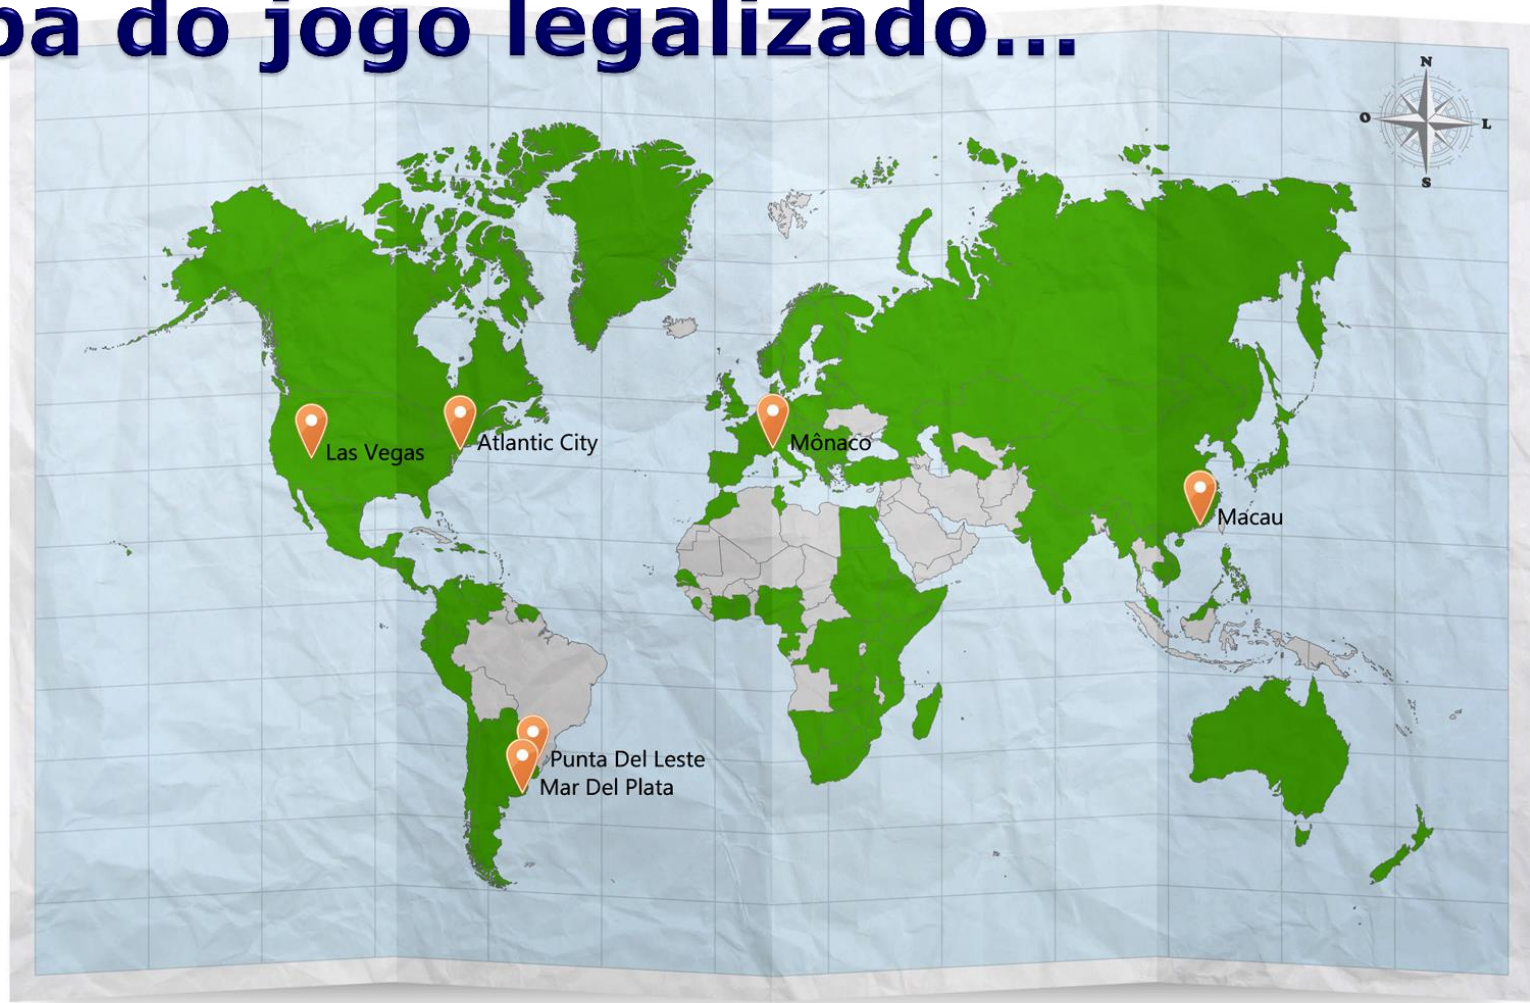 pa do jogo legalizado...
N
O
L
S
Las Vegas
Atlantic City
Mônaco
Macau
Punta Del Leste
Mar Del Plata